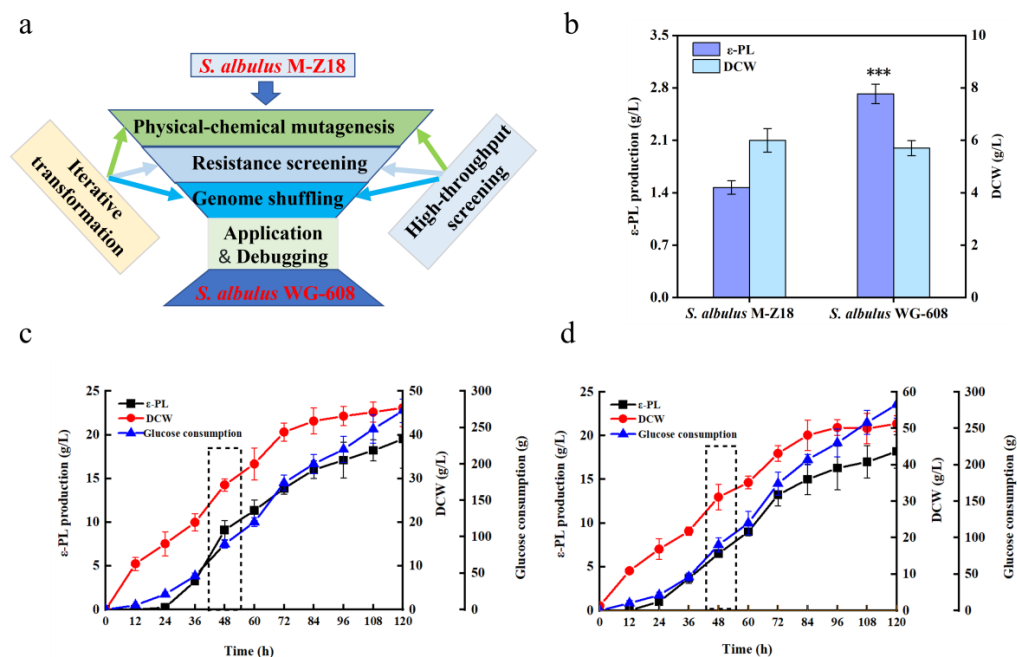 a
S. albulus M-Z18
Physical-chemical mutagenesis
Resistance screening
Genome shuffling
Application
& Debugging
S. albulus WG-608
Iterative
transformation
High-throughput
screening
b
ε-PL production (g/L)
3.5
2.8
2.1
1.4
0.7
0.0
ε-PL
DCW
***
10
8
6
4
2
0
DCW (g/L)
S. albulus M-Z18
S. albulus WG-608
c
ε-PL production (g/L)
25
20
15
10
5
0
ε-PL
DCW
Glucose consumption
50
40
30
20
10
0
DCW (g/L)
300
250
200
150
100
50
0
Glucose consumption (g)
0 12 24 36 48 60 72 84 96 108 120
Time (h)
d
ε-PL production (g/L)
25
20
15
10
5
0
ε-PL
DCW
Glucose consumption
60
50
40
30
20
10
0
DCW (g/L)
300
250
200
150
100
50
0
Glucose consumption (g)
0 12 24 36 48 60 72 84 96 108 120
Time (h)